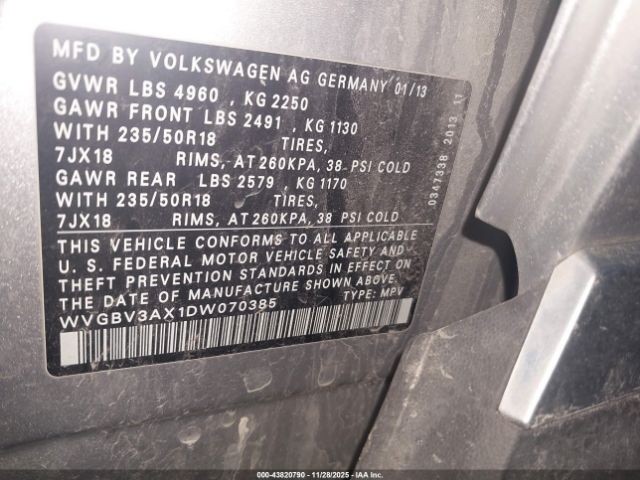 MFD BY VOLKSWAGEN AG GERMANY 01/13
GVWR LBS 4960 , KG 2250
GAWR FRONT LBS 2491 , KG 1130
WITH 235/50R18 TIRES,
7JX18 RIMS, AT 260KPA, 38 PSI COLD
GAWR REAR LBS 2579 , KG 1170
WITH 235/50R18 TIRES,
7JX18 RIMS, AT 260KPA, 38 PSI COLD
THIS VEHICLE CONFORMS TO ALL APPLICABLE
U. S. FEDERAL MOTOR VEHICLE SAFETY AND
THEFT PREVENTION STANDARDS IN EFFECT ON
THE DATE OF MANUFACTURE SHOWN ABOVE.
WVGBV3AX1DW070385 TYPE: MPV
0347338 2013 11
000-43820790 - 11/28/2025 - IAAI Inc.